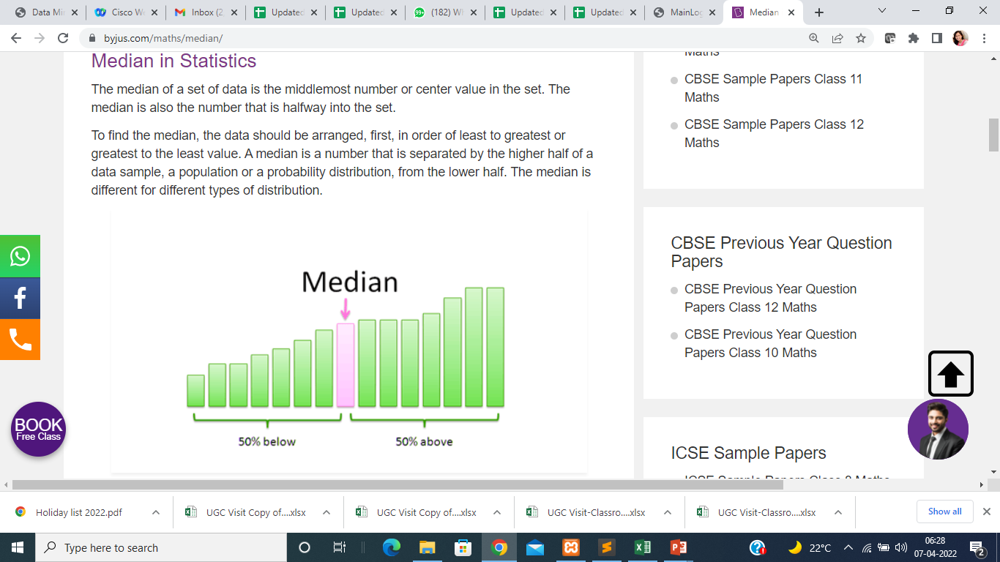 Data Mi
Cisco W
Inbox (2
Updated
Updated
(182) W
Updated
Updated
MainLog
Median
byjus.com/maths/median/
Median in Statistics
The median of a set of data is the middlemost number or center value in the set. The
median is also the number that is halfway into the set.
To find the median, the data should be arranged, first, in order of least to greatest or
greatest to the least value. A median is a number that is separated by the higher half of a
data sample, a population or a probability distribution, from the lower half. The median is
different for different types of distribution.
Median
50% below
50% above
BOOK
Free Class
Maths
CBSE Sample Papers Class 11
Maths
CBSE Sample Papers Class 12
Maths
CBSE Previous Year Question
Papers
CBSE Previous Year Question
Papers Class 12 Maths
CBSE Previous Year Question
Papers Class 10 Maths
ICSE Sample Papers
Holiday list 2022.pdf
UGC Visit Copy of....xlsx
UGC Visit Copy of....xlsx
UGC Visit-Classro....xlsx
UGC Visit-Classro....xlsx
Show all
Type here to search
22°C
06:28
07-04-2022
2